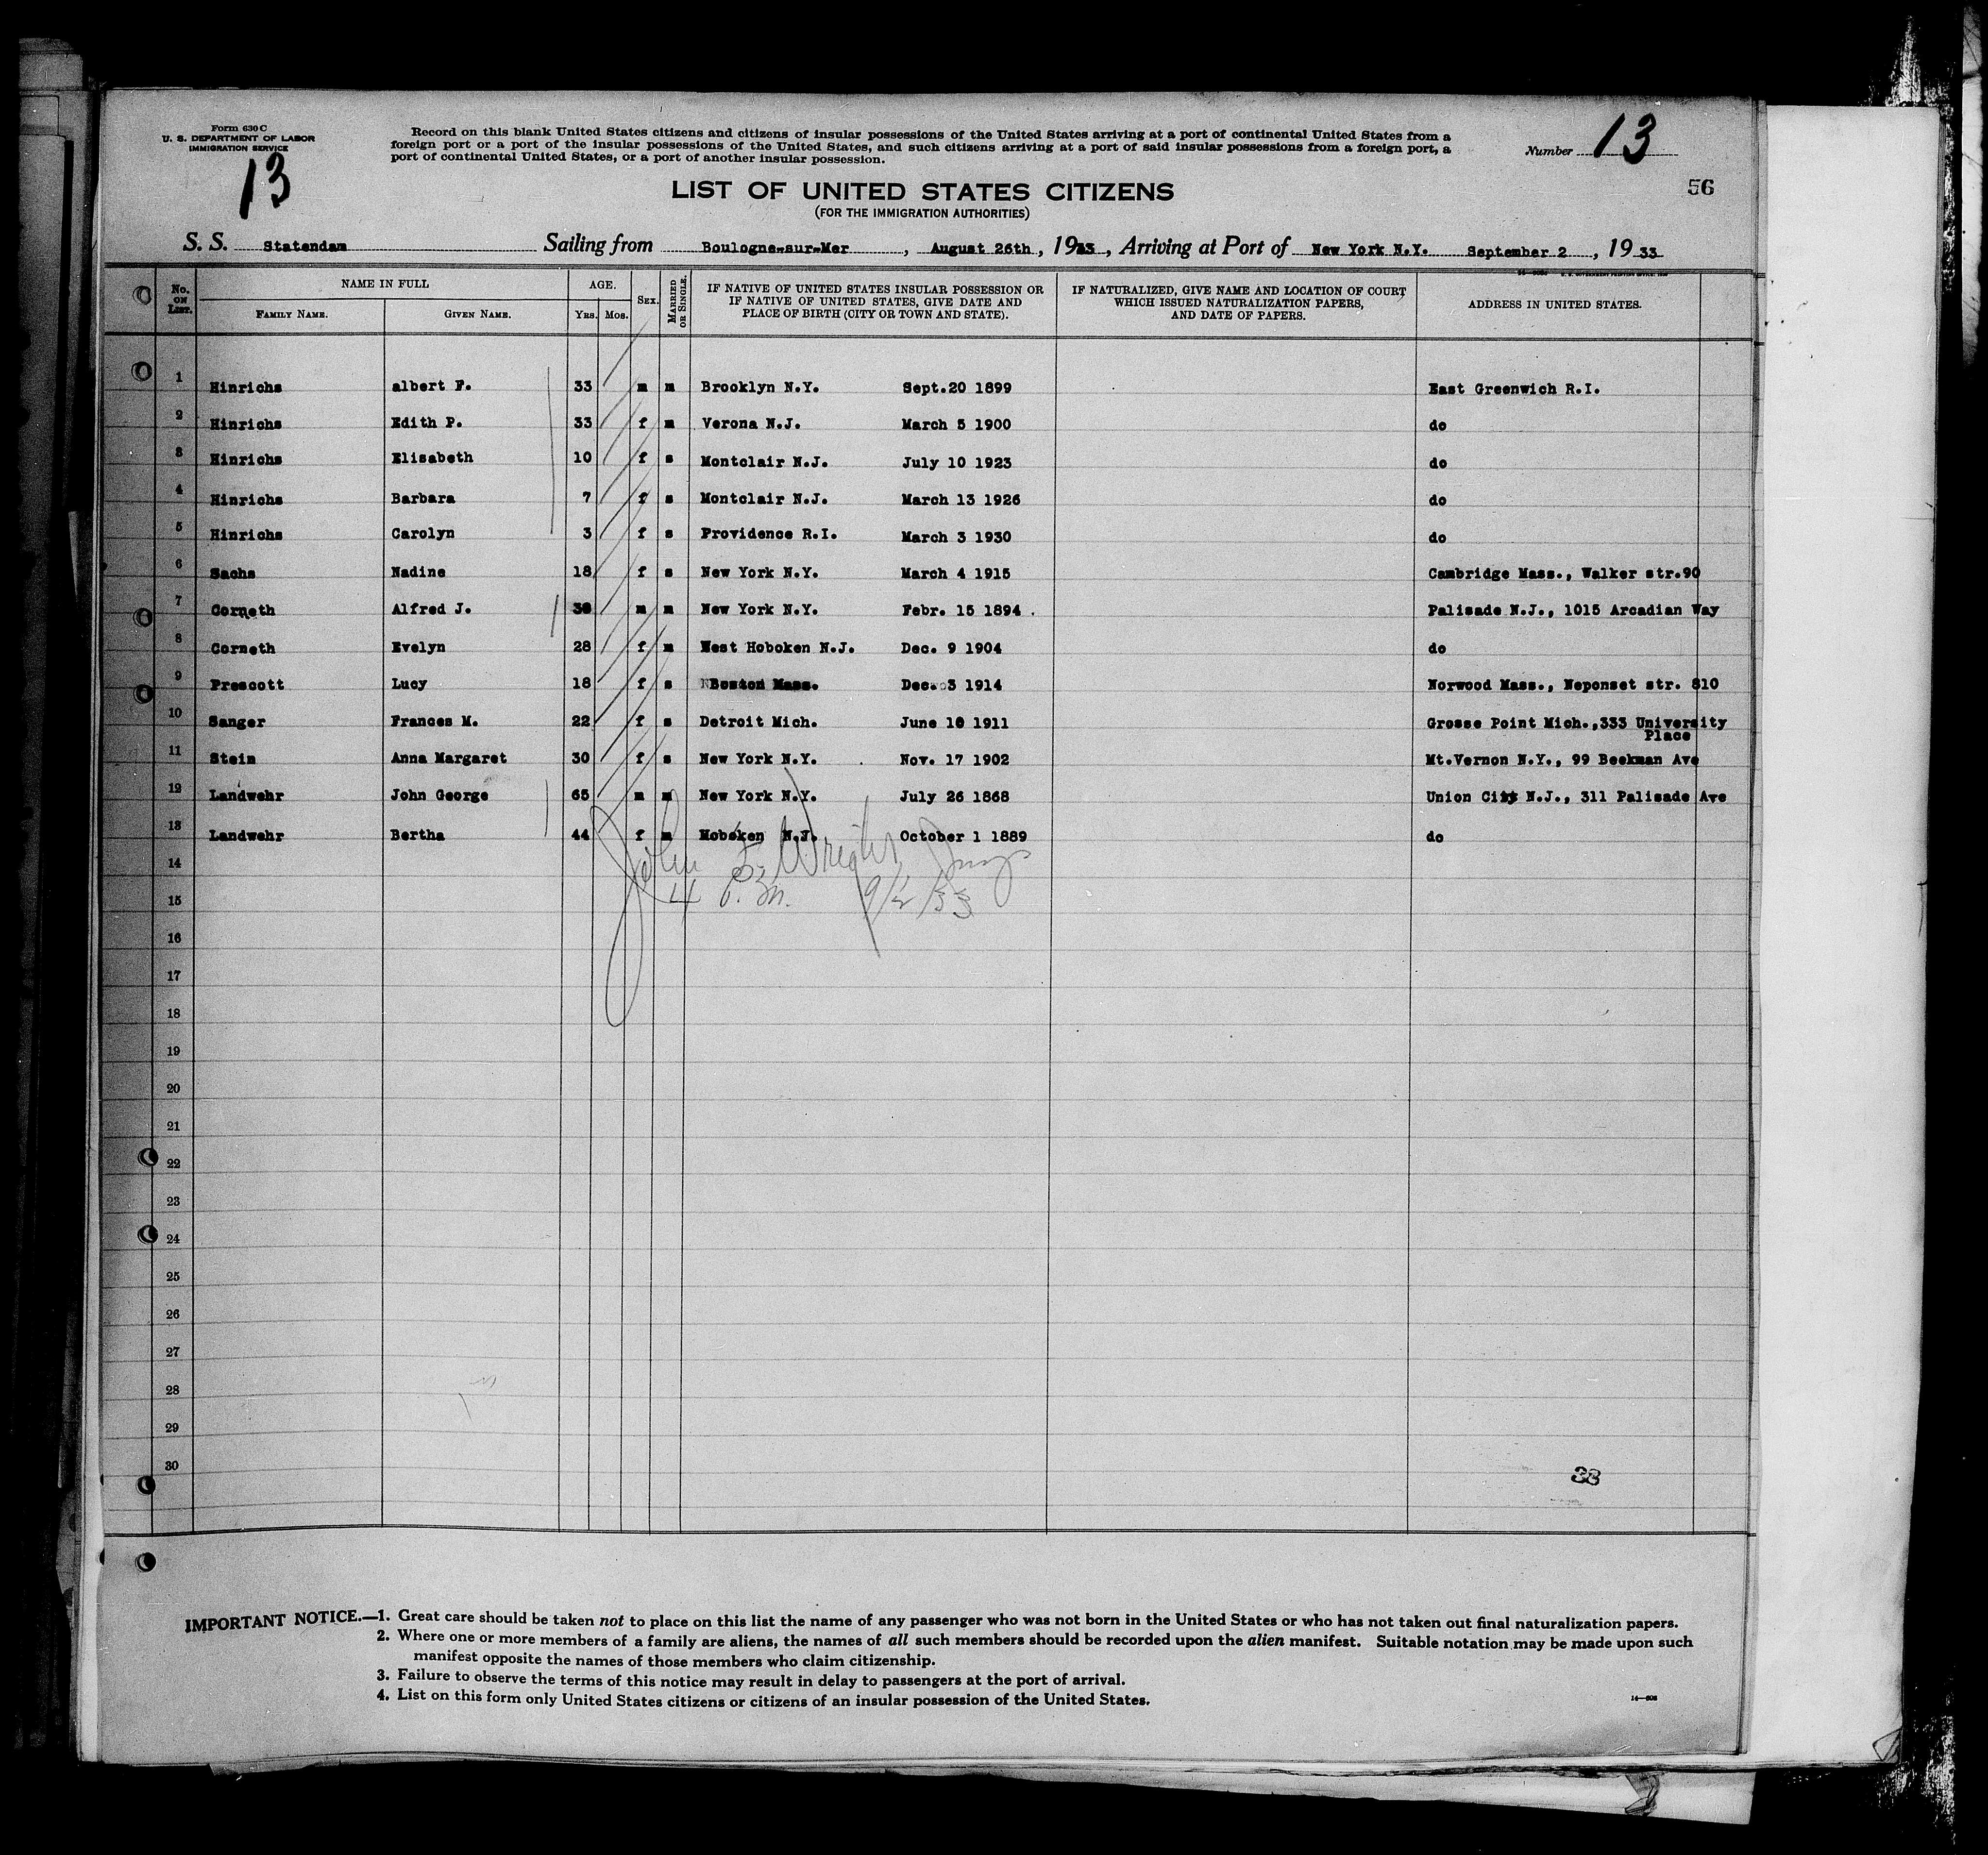 Form 630 C
U. S. DEPARTMENT OF LABOR
IMMIGRATION SERVICE
13
Record on this blank United States citizens and citizens of insular possessions of the United States arriving at a port of continental United States from a
foreign port or a port of the insular possessions of the United States, and such citizens arriving at a port of said insular possessions from a foreign port, a
port of continental United States, or a port of another insular possession.
Number 13
56
LIST OF UNITED STATES CITIZENS
(FOR THE IMMIGRATION AUTHORITIES)
S. S. Statendam Sailing from Boulogne-sur-Mer, August 26th, 1933, Arriving at Port of New York N.Y. September 2, 19 33
No. ON LIST. NAME IN FULL FAMILY NAME. GIVEN NAME. AGE. YRS. MOS. SEX. MARRIED OR SINGLE. IF NATIVE OF UNITED STATES INSULAR POSSESSION OR IF NATIVE OF UNITED STATES, GIVE DATE AND PLACE OF BIRTH (CITY OR TOWN AND STATE). IF NATURALIZED, GIVE NAME AND LOCATION OF COURT WHICH ISSUED NATURALIZATION PAPERS, AND DATE OF PAPERS. ADDRESS IN UNITED STATES.
1 Hinrichs albert F. 33 m m Brooklyn N.Y. Sept.20 1899 East Greenwich R.I.
2 Hinrichs Edith P. 33 f m Verona N.J. March 5 1900 do
3 Hinrichs Elisabeth 10 f s Montclair N.J. July 10 1923 do
4 Hinrichs Barbara 7 f s Montclair N.J. March 13 1926 do
5 Hinrichs Carolyn 3 f s Providence R.I. March 3 1930 do
6 Sachs Nadine 18 f s New York N.Y. March 4 1915 Cambridge Mass., Walker str.90
7 Corneth Alfred J. m m New York N.Y. Febr. 15 1894 Palisade N.J., 1015 Arcadian Way
8 Corneth Evelyn 28 f m West Hoboken N.J. Dec. 9 1904 do
9 Prescott Lucy 18 f s Boston Mass. Dec. 3 1914 Norwood Mass., Neponset str. 810
10 Sanger Frances M. 22 f s Detroit Mich. June 10 1911 Grosse Point Mich.,333 University
Place
11 Stein Anna Margaret 30 f s New York N.Y. Nov. 17 1902 Mt.Vernon N.Y., 99 Beekman Ave
12 Landwehr John George 65 m m New York N.Y. July 26 1868 Union City N.J., 311 Palisade Ave
13 Landwehr Bertha 44 f m Hoboken N.J. October 1 1889 do
John S. Wright Insp
14
4 P.M. 9/2/33
15
16
17
18
19
20
21
22
23
24
25
26
27
28
29
30
38
IMPORTANT NOTICE.—1. Great care should be taken not to place on this list the name of any passenger who was not born in the United States or who has not taken out final naturalization papers.
2. Where one or more members of a family are aliens, the names of all such members should be recorded upon the alien manifest. Suitable notation may be made upon such
manifest opposite the names of those members who claim citizenship.
3. Failure to observe the terms of this notice may result in delay to passengers at the port of arrival.
4. List on this form only United States citizens or citizens of an insular possession of the United States.